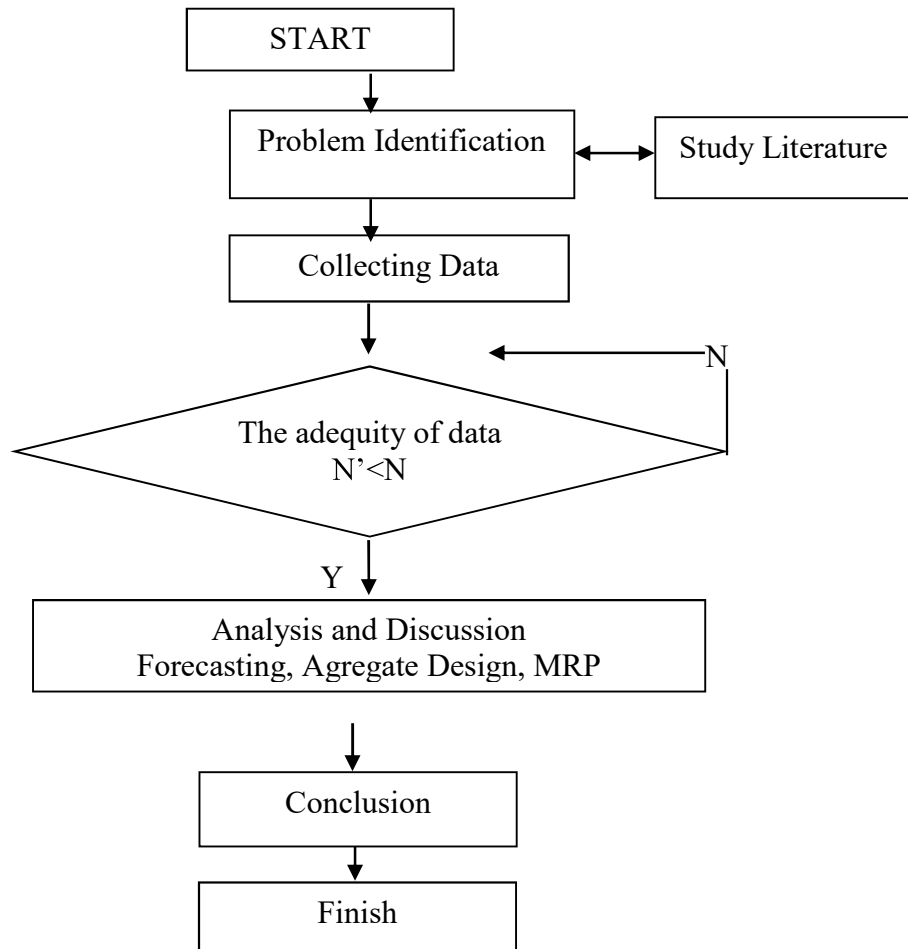 START
Problem Identification
Study Literature
Collecting Data
N
The adequity of data
N’<N
Y
Analysis and Discussion
Forecasting, Agregate Design, MRP
Conclusion
Finish